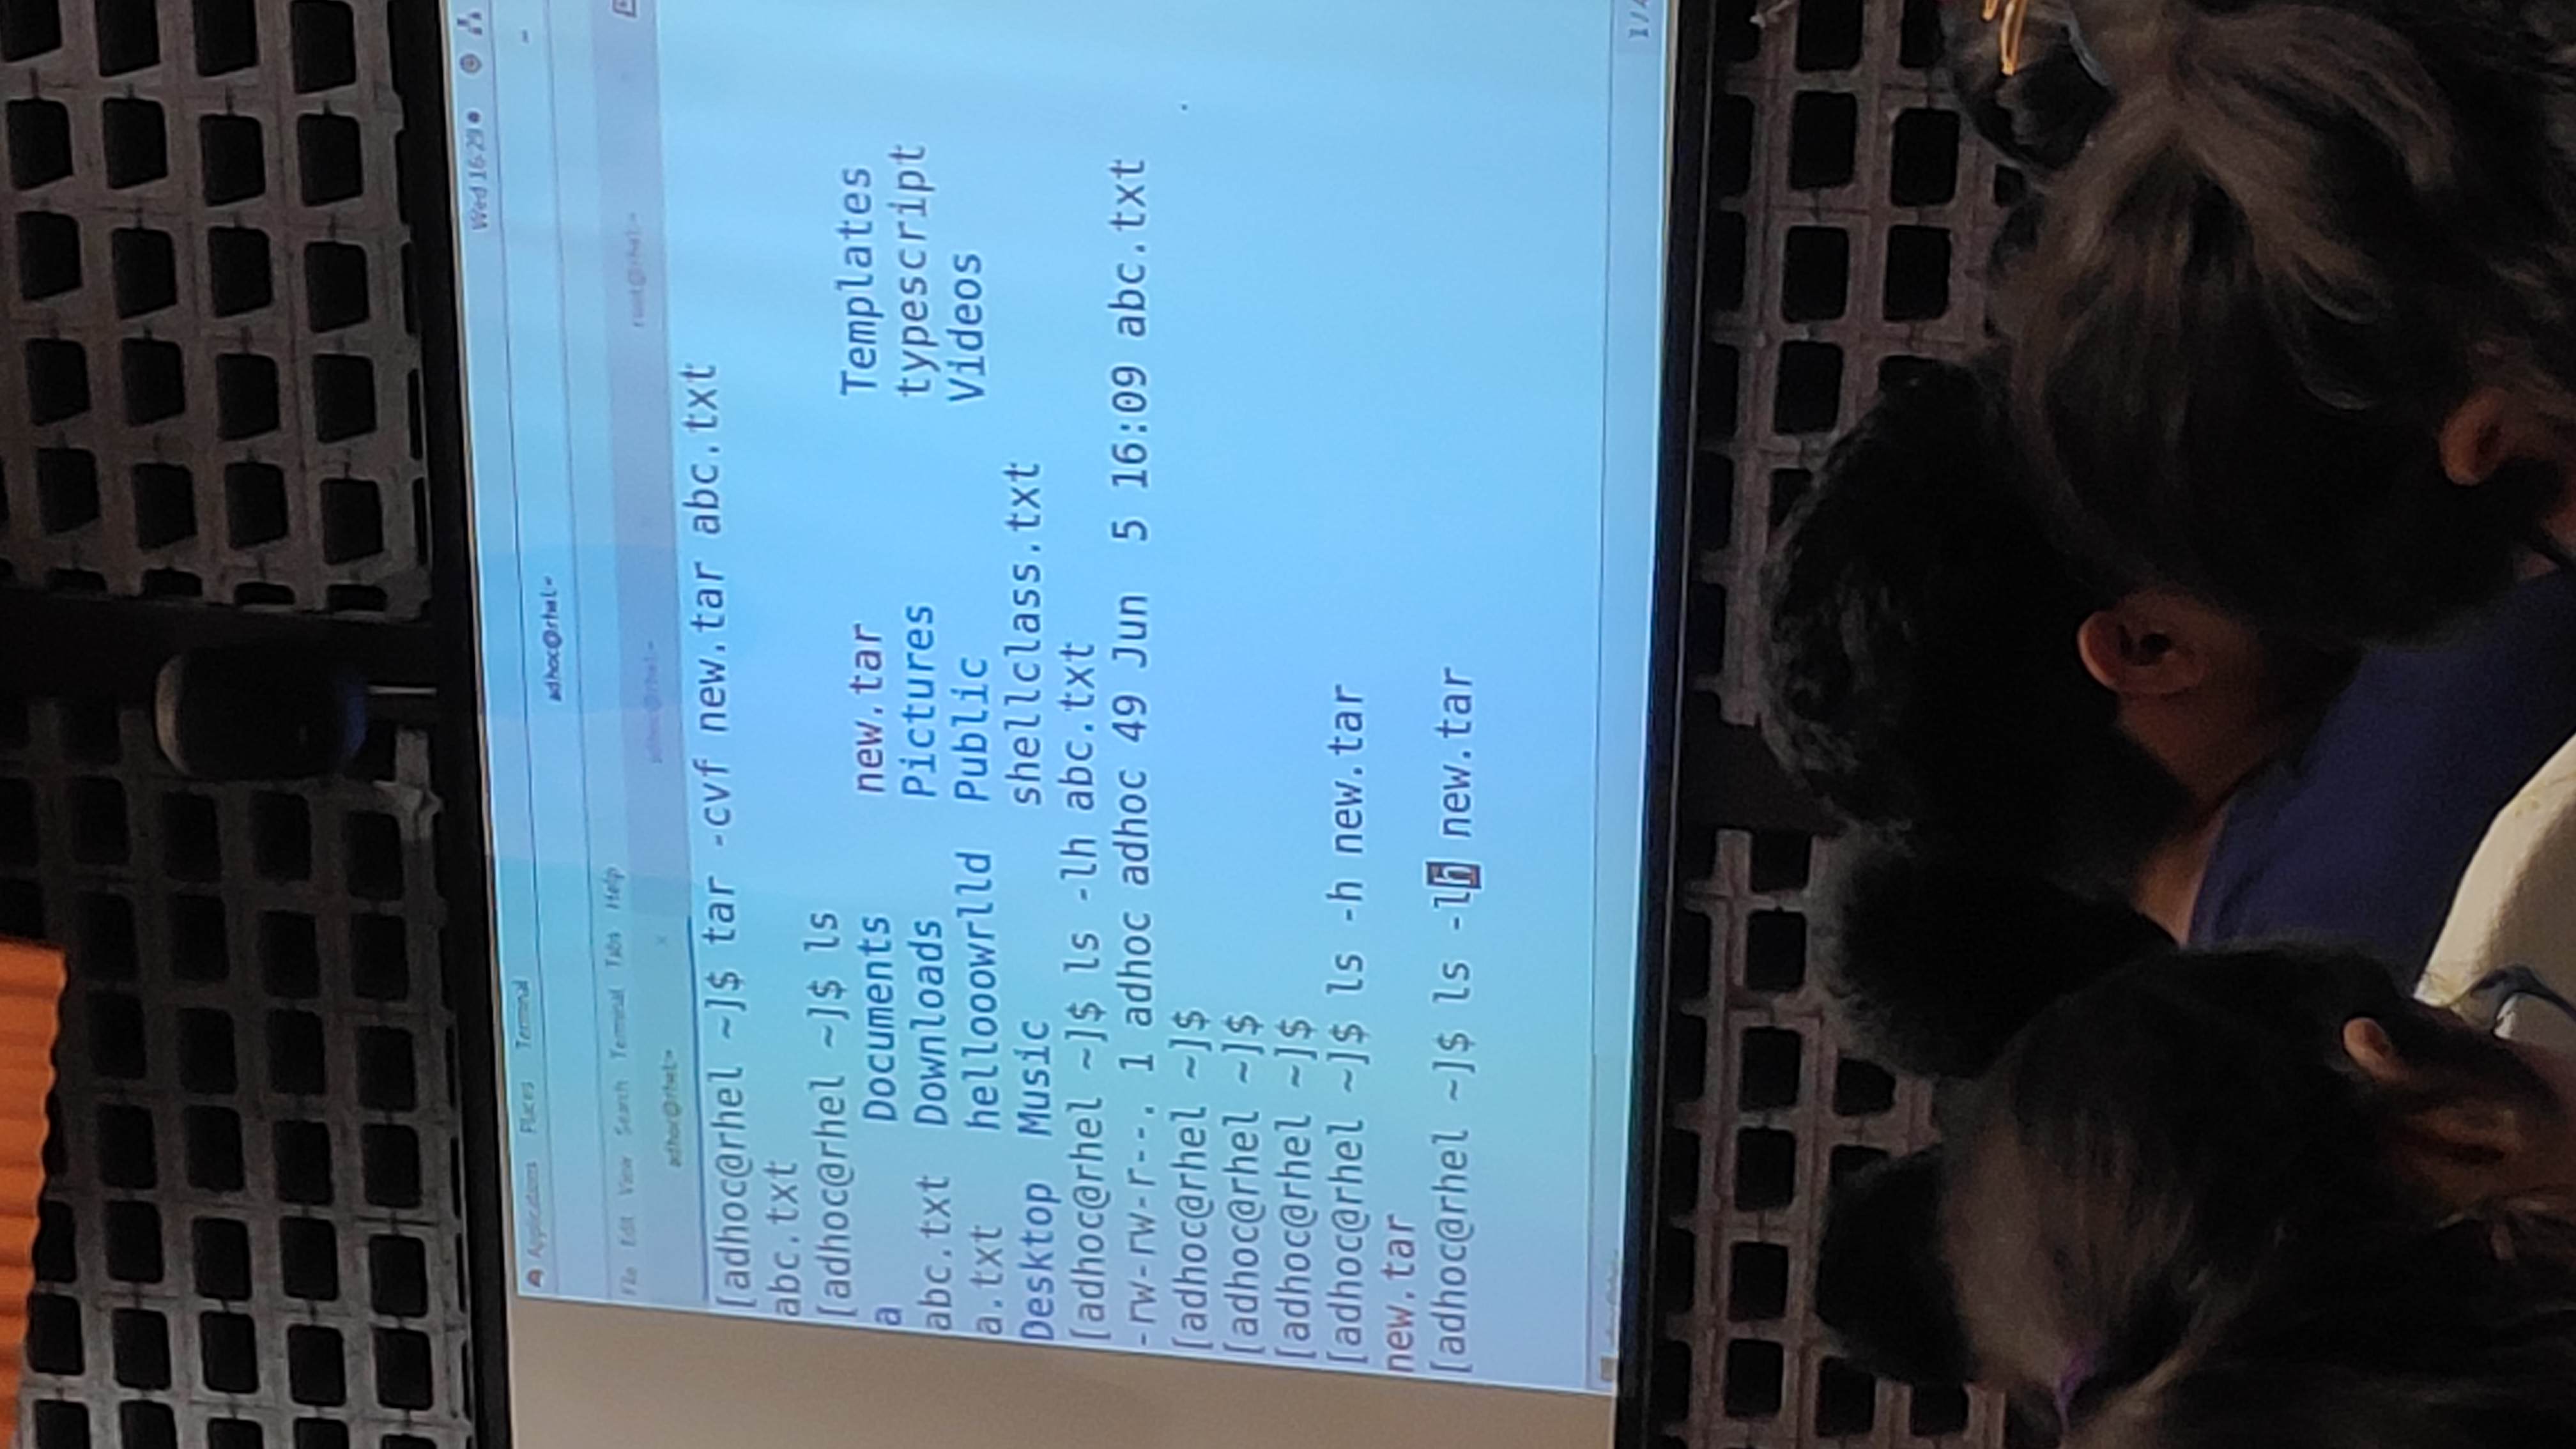 Applications Places Terminal Wed 16:29
adhoc@rhel:~
File Edit View Search Terminal Tabs Help
adhoc@rhel:~ × adhoc@rhel:~ root@rhel:~
[adhoc@rhel ~]$ tar -cvf new.tar abc.txt
abc.txt
[adhoc@rhel ~]$ ls
a Documents new.tar Templates
abc.txt Downloads Pictures typescript
a.txt hellooowrlld Public Videos
Desktop Music shellclass.txt
[adhoc@rhel ~]$ ls -lh abc.txt
-rw-rw-r--. 1 adhoc adhoc 49 Jun  5 16:09 abc.txt
[adhoc@rhel ~]$
[adhoc@rhel ~]$
[adhoc@rhel ~]$
[adhoc@rhel ~]$ ls -h new.tar
new.tar
[adhoc@rhel ~]$ ls -lh new.tar